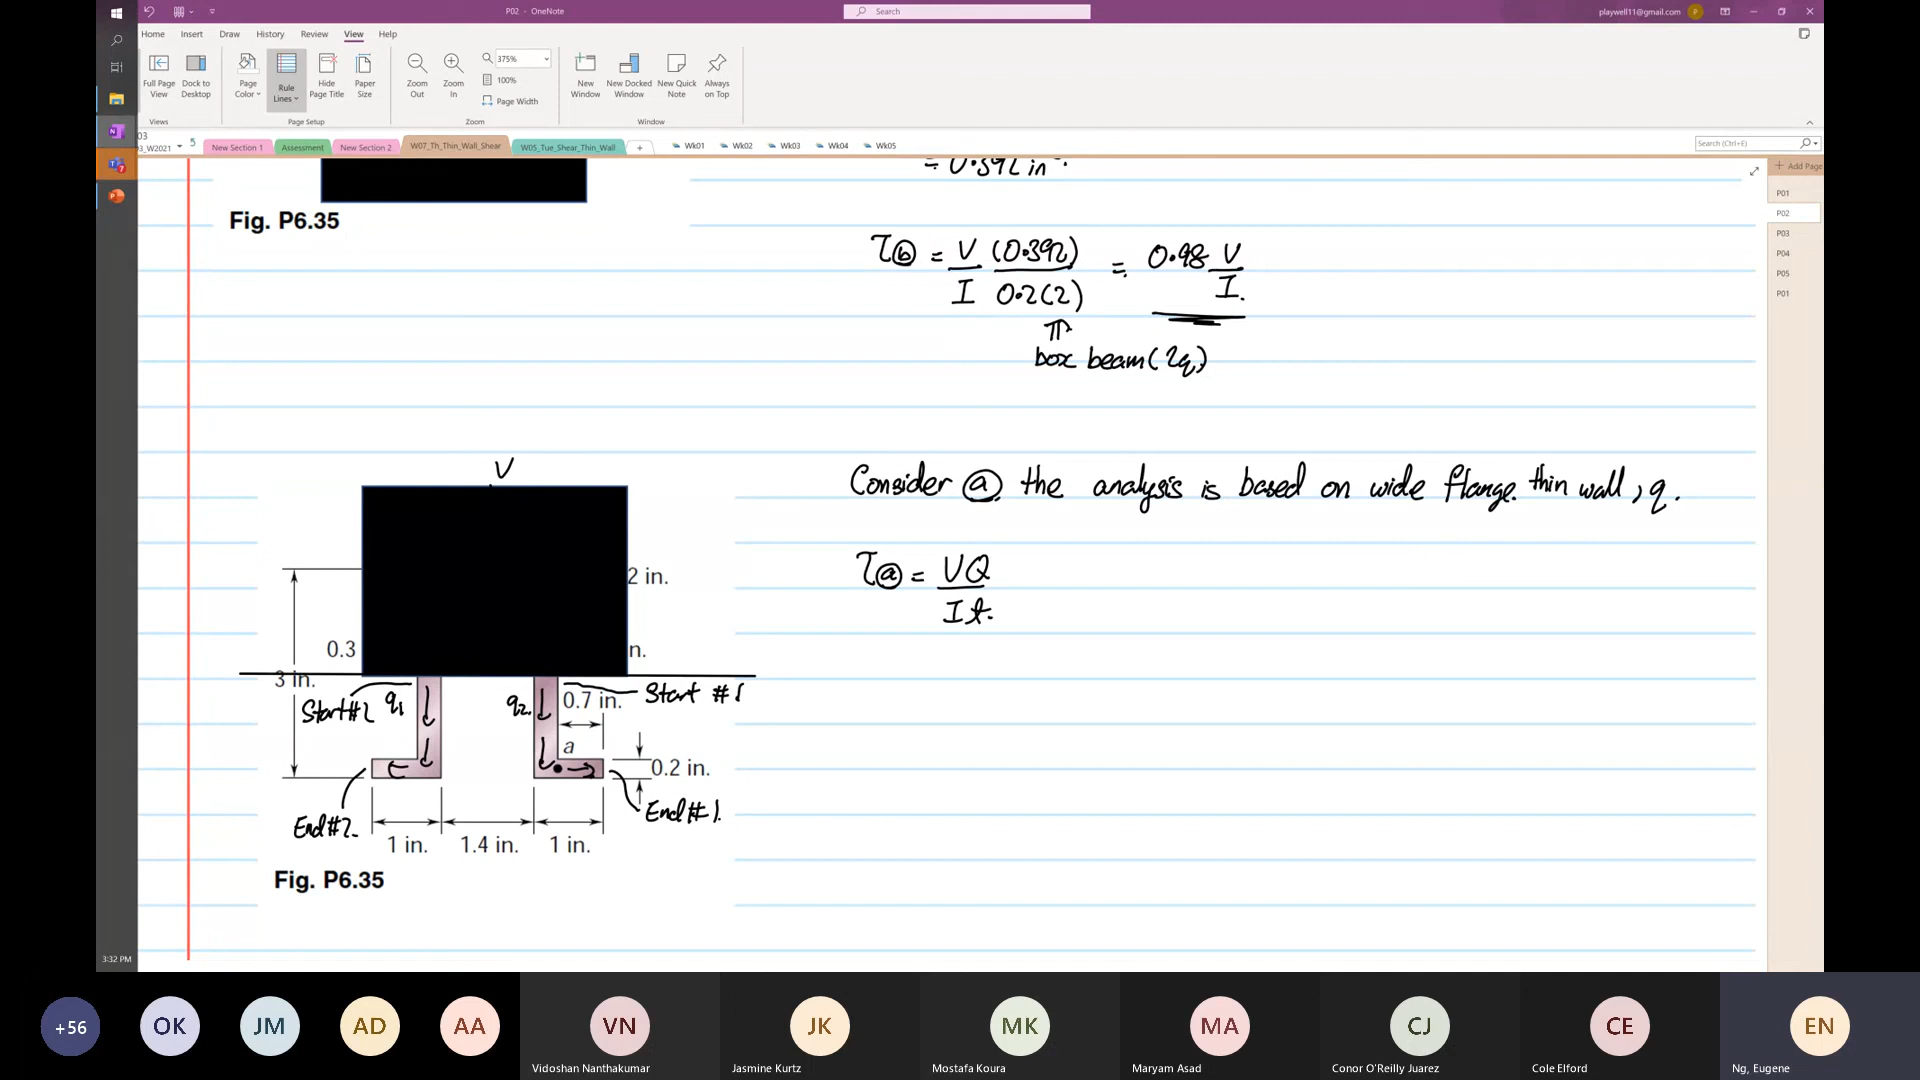 P02 - OneNote
Search
playwell11@gmail.com
P
Home Insert Draw History Review View Help
Full Page View
Dock to Desktop
Page Color
Rule Lines
Hide Page Title
Paper Size
Zoom Out
Zoom In
375%
100%
Page Width
New Window
New Docked Window
New Quick Note
Always on Top
Views Page Setup Zoom Window
03
3_W2021
5
New Section 1 Assessment New Section 2 W07_Th_Thin_Wall_Shear W05_Tue_Shear_Thin_Wall + Wk01 Wk02 Wk03 Wk04 Wk05
Search (Ctrl+E)
+ Add Page
P01
P02
P03
P04
P05
P01
= 0.392 in³.
Fig. P6.35
τⓑ = V (0.392) / I 0.2(2) = 0.98 V / I.
⇑
box beam (2q)
V
Consider ⓐ, the analysis is based on wide flange thin wall, q.
τⓐ = VQ / It.
2 in.
0.3
n.
3 in.
Start#2 q1 q2. 0.7 in. Start #1
a
0.2 in.
End#2. End#1.
1 in. 1.4 in. 1 in.
Fig. P6.35
3:32 PM
+56 OK JM AD AA VN JK MK MA CJ CE EN
Vidoshan Nanthakumar Jasmine Kurtz Mostafa Koura Maryam Asad Conor O'Reilly Juarez Cole Elford Ng, Eugene